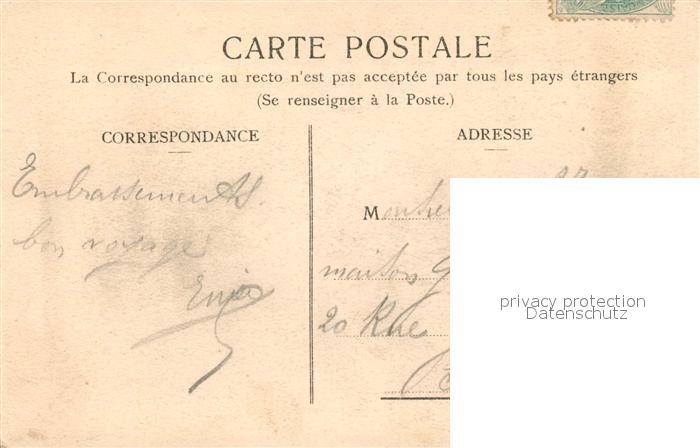 CARTE POSTALE
La Correspondance au recto n'est pas acceptée par tous les pays étrangers
(Se renseigner à la Poste.)
CORRESPONDANCE
ADRESSE
Embrassements.
bon voyage
M
maison
20 Rue
privacy protection
Datenschutz